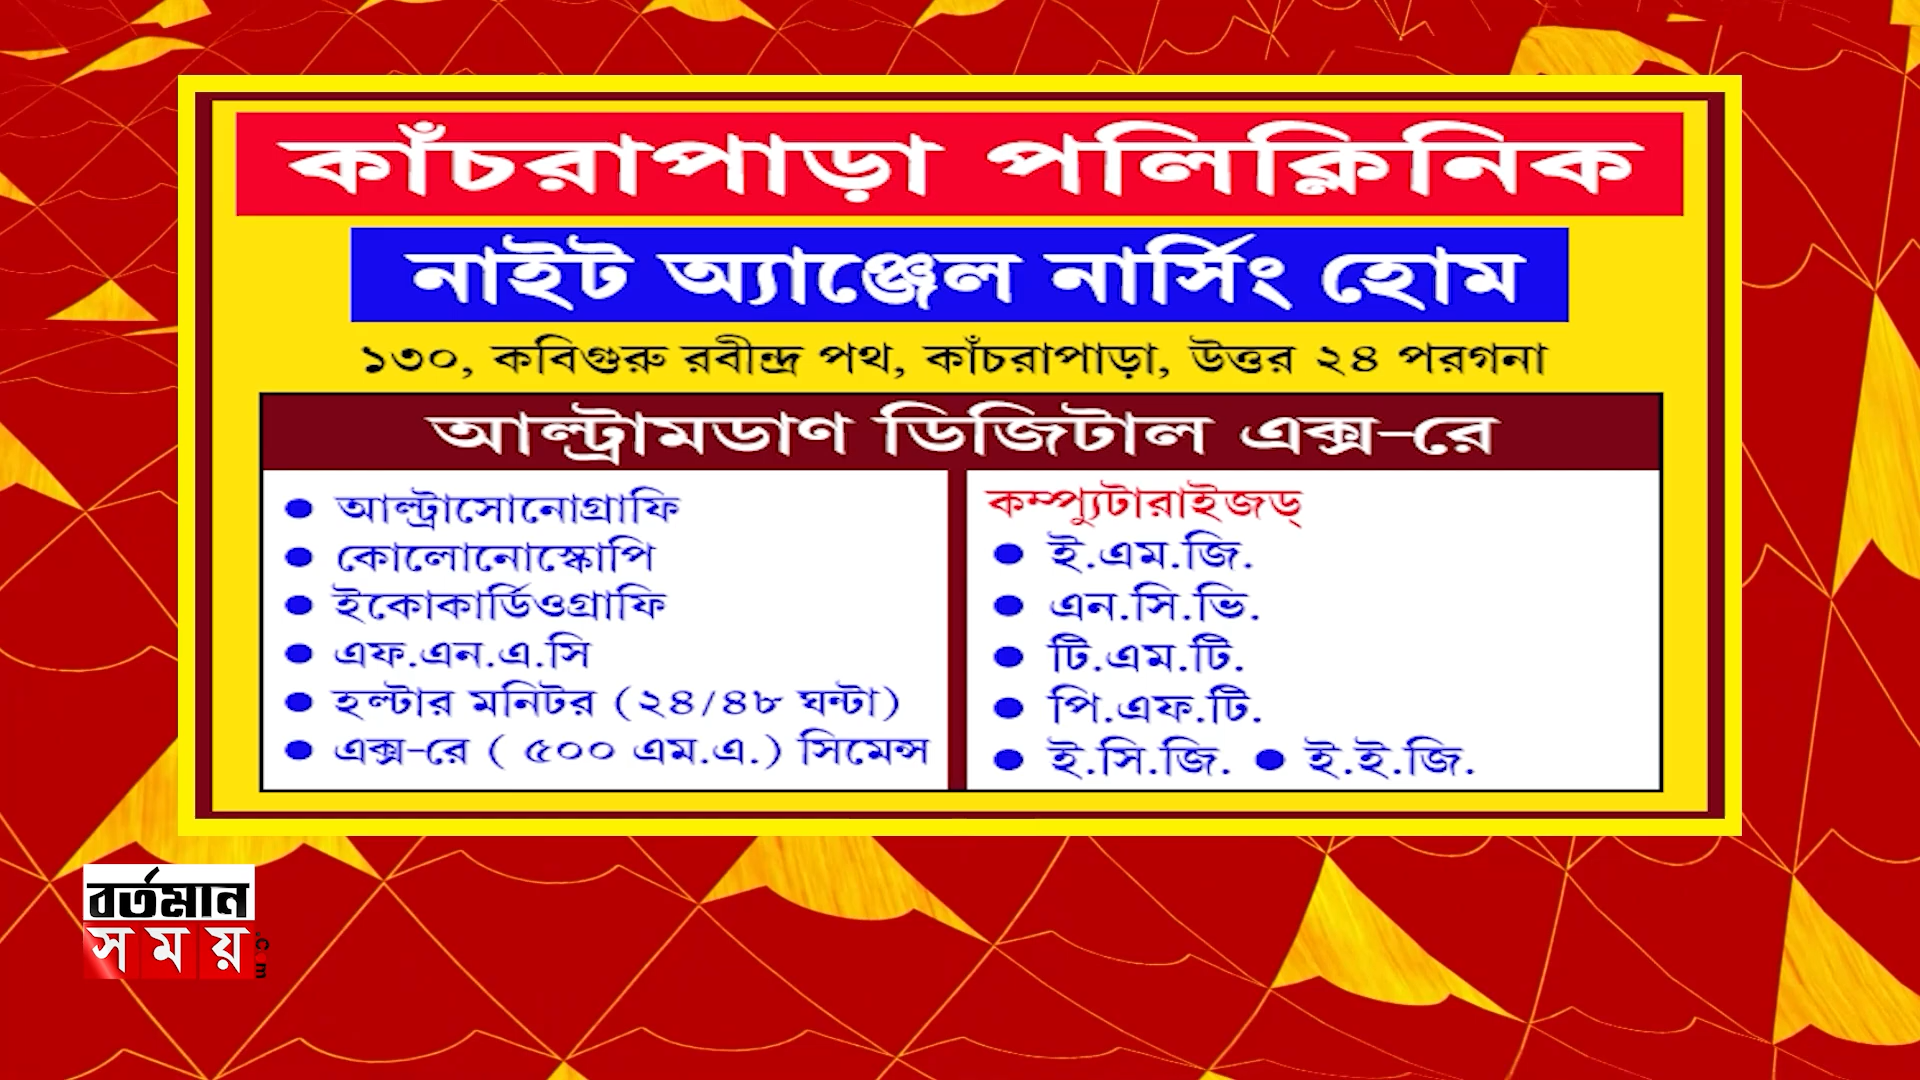 কাঁচরাপাড়া পলিক্লিনিক
নাইট অ্যাঞ্জেল নার্সিং হোম
১৩০, কবিগুরু রবীন্দ্র পথ, কাঁচরাপাড়া, উত্তর ২৪ পরগনা
আল্ট্রামডাণ ডিজিটাল এক্স-রে
• আল্ট্রাসোনোগ্রাফি
• কোলোনোস্কোপি
• ইকোকার্ডিওগ্রাফি
• এফ.এন.এ.সি
• হল্টার মনিটর (২৪/৪৮ ঘন্টা)
• এক্স-রে ( ৫০০ এম.এ.) সিমেন্স
কম্প্যুটারাইজড্
• ই.এম.জি.
• এন.সি.ভি.
• টি.এম.টি.
• পি.এফ.টি.
• ই.সি.জি. • ই.ই.জি.
বর্তমান
সময়